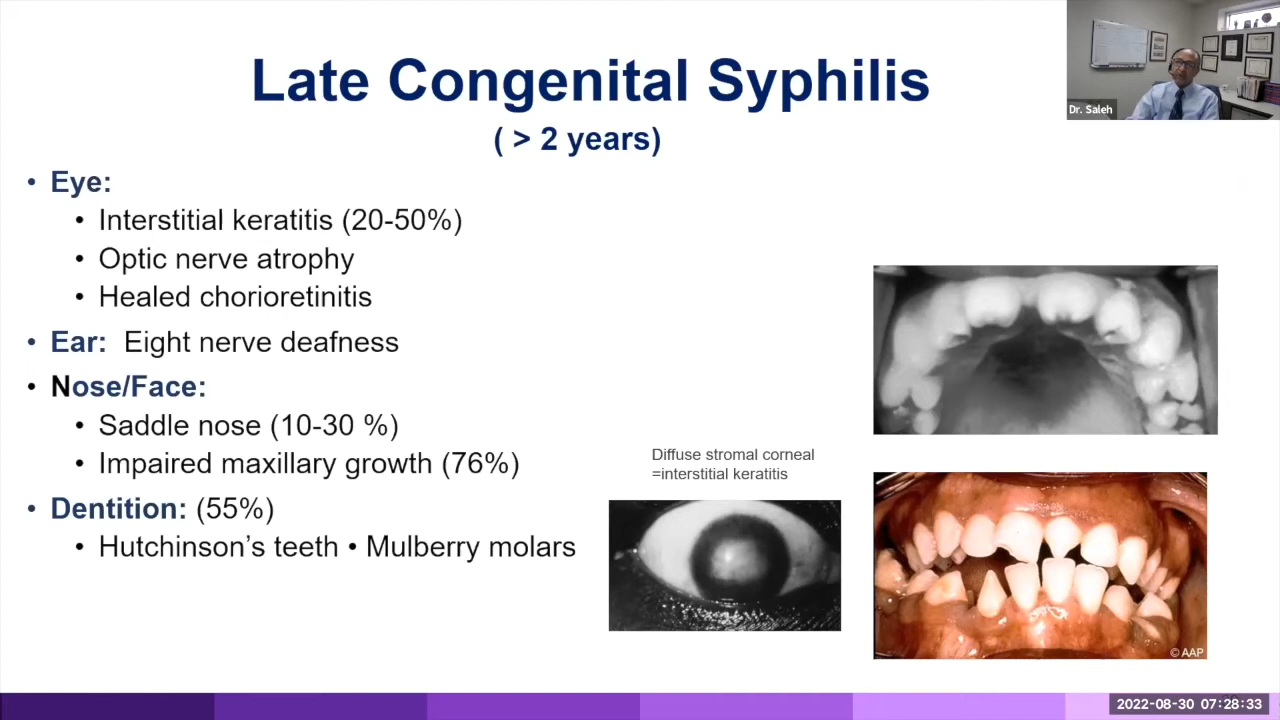 Late Congenital Syphilis
( > 2 years)
Dr. Saleh
• Eye:
• Interstitial keratitis (20-50%)
• Optic nerve atrophy
• Healed chorioretinitis
• Ear: Eight nerve deafness
• Nose/Face:
• Saddle nose (10-30 %)
• Impaired maxillary growth (76%)
• Dentition: (55%)
• Hutchinson’s teeth • Mulberry molars
Diffuse stromal corneal
=interstitial keratitis
© AAP
2022-08-30 07:28:33